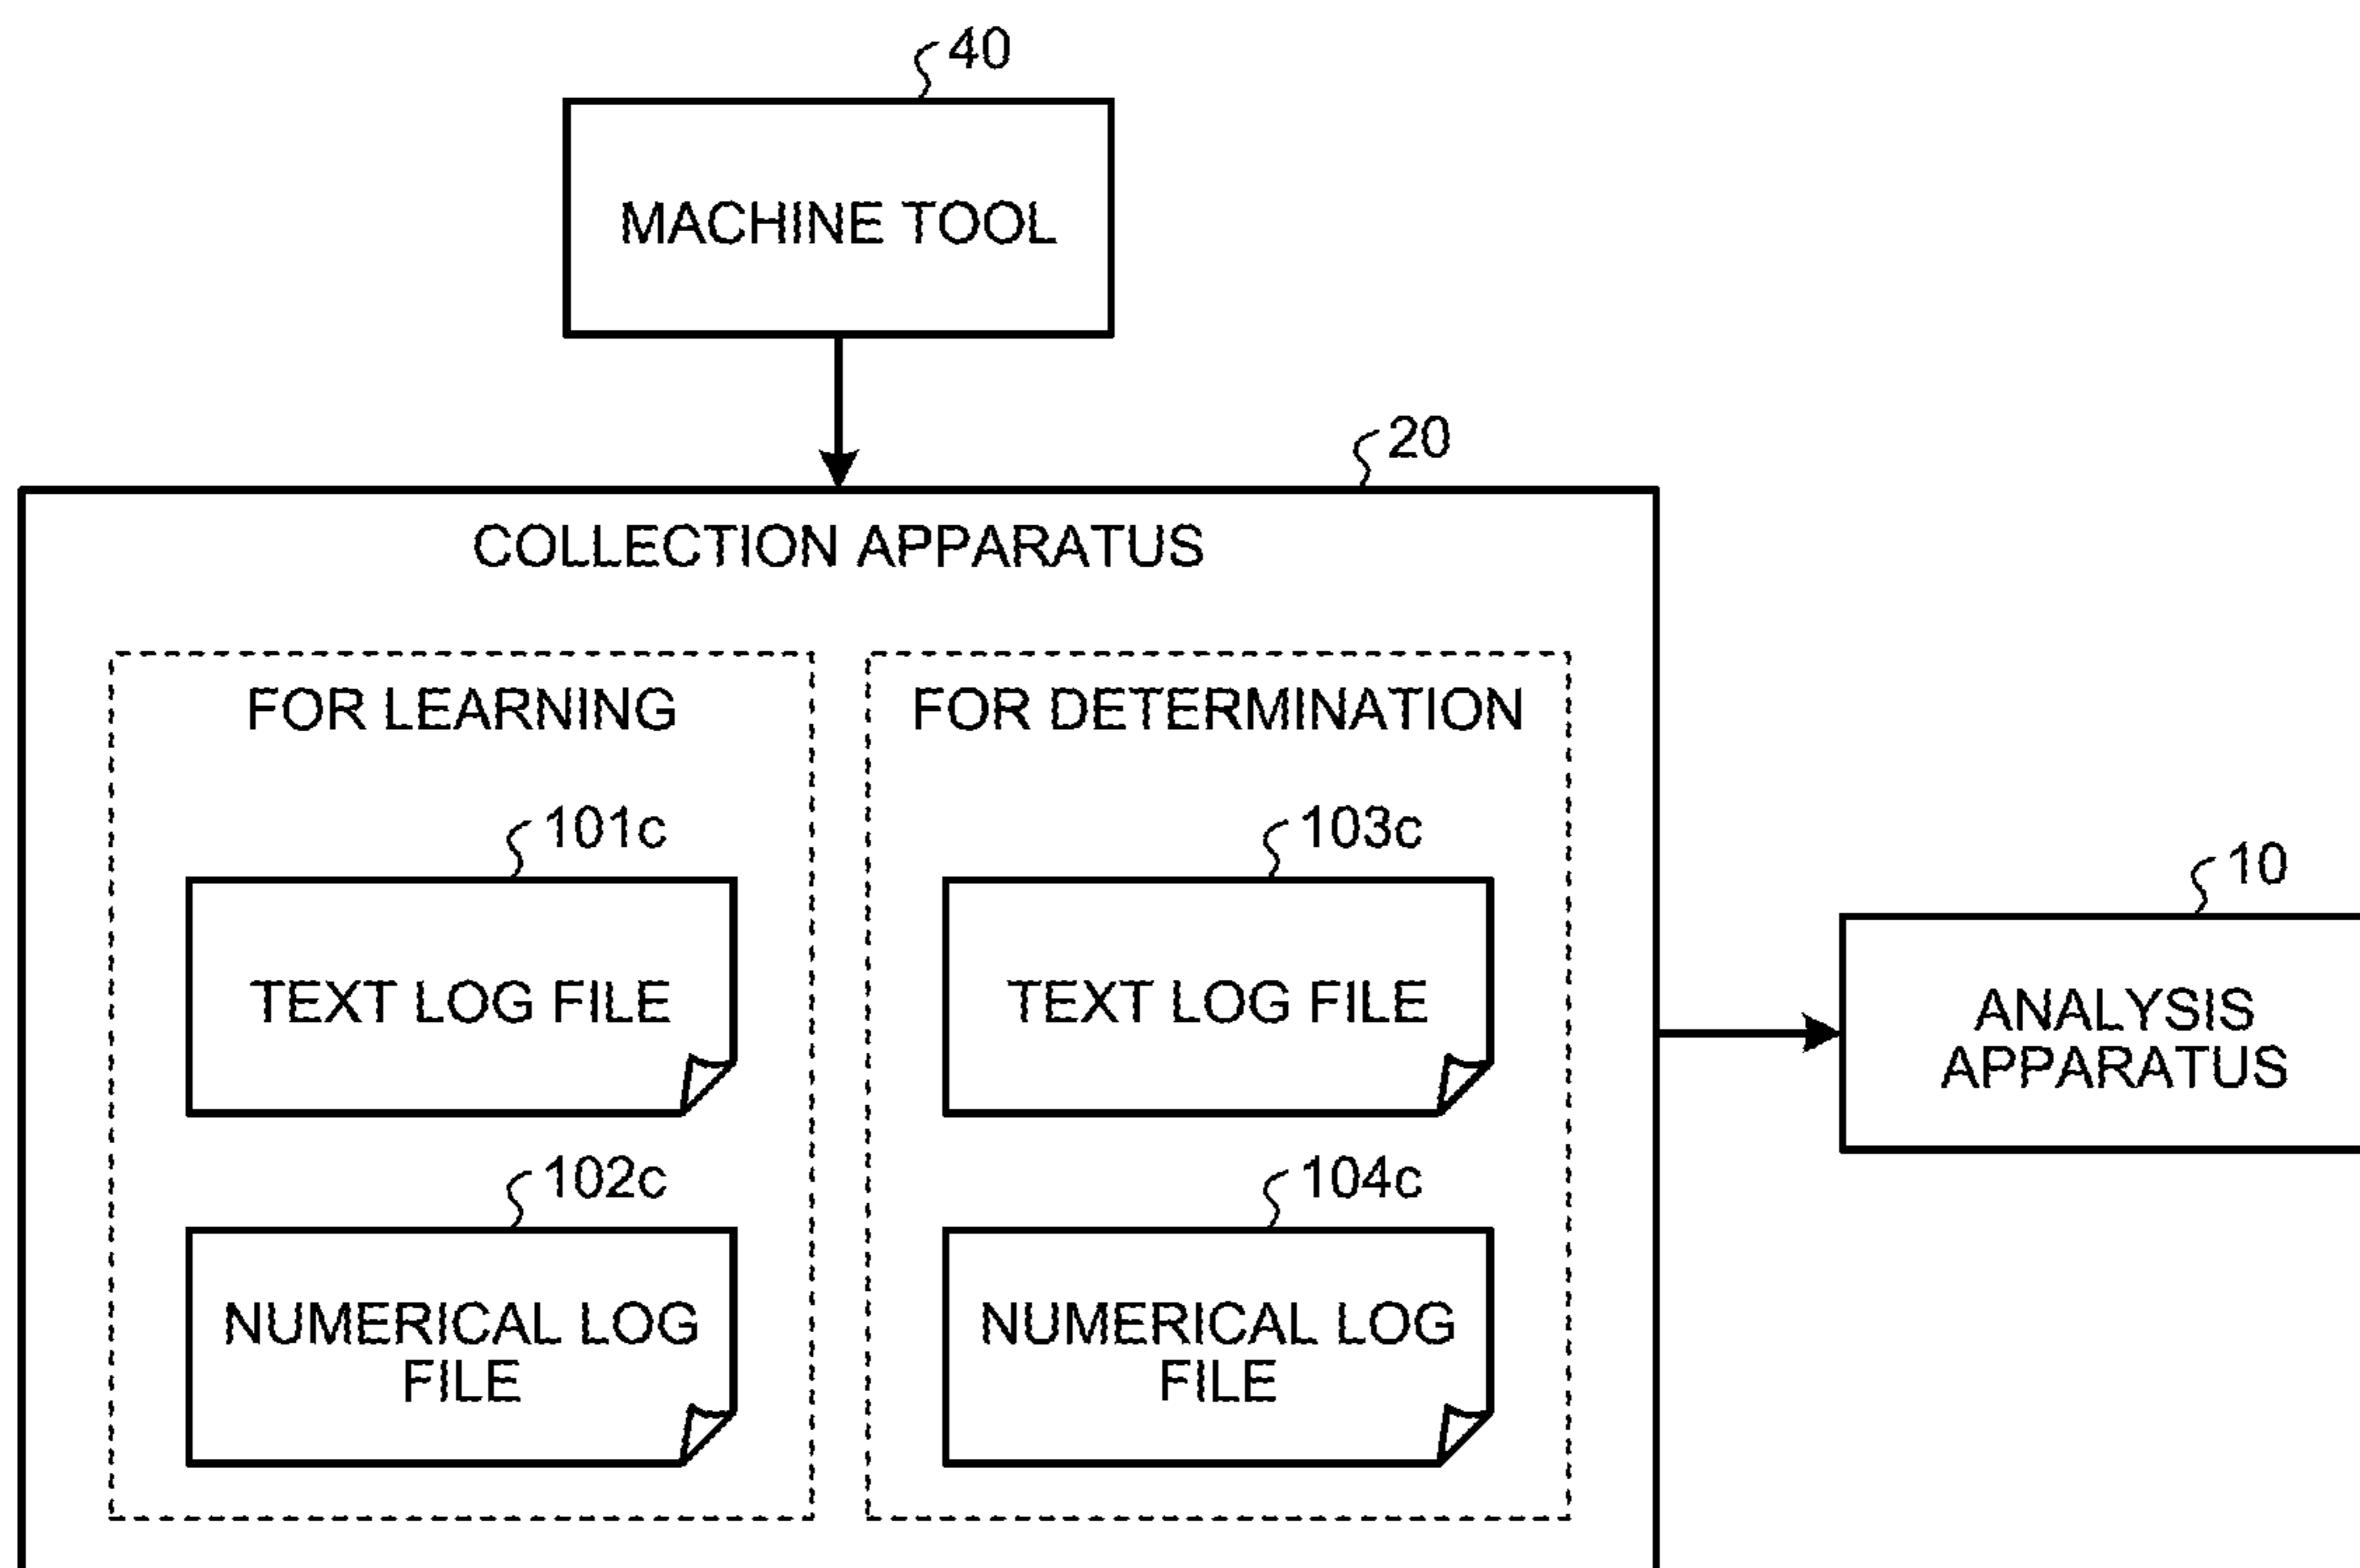 40
MACHINE TOOL
20
COLLECTION APPARATUS
FOR LEARNING
101c
TEXT LOG FILE
102c
NUMERICAL LOG
FILE
FOR DETERMINATION
103c
TEXT LOG FILE
104c
NUMERICAL LOG
FILE
10
ANALYSIS
APPARATUS